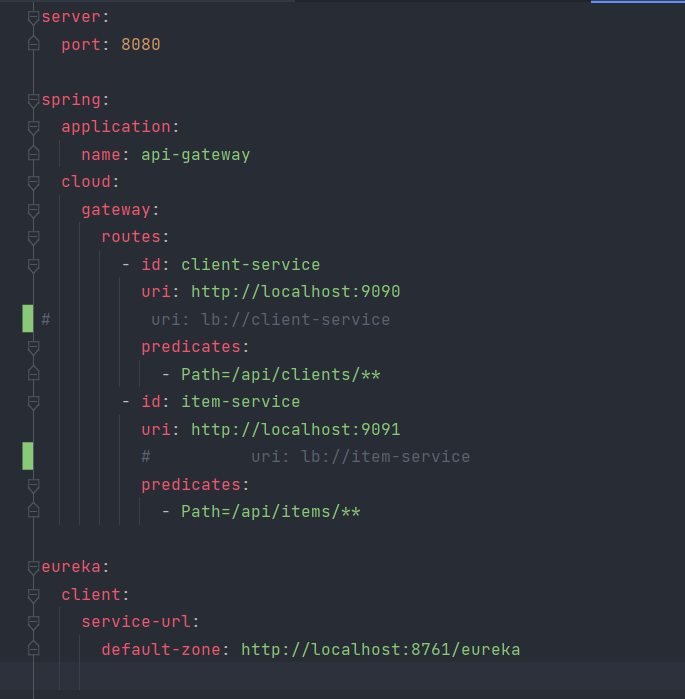 server:
  port: 8080

spring:
  application:
    name: api-gateway
  cloud:
    gateway:
      routes:
        - id: client-service
          uri: http://localhost:9090
#          uri: lb://client-service
          predicates:
            - Path=/api/clients/**
        - id: item-service
          uri: http://localhost:9091
          #          uri: lb://item-service
          predicates:
            - Path=/api/items/**

eureka:
  client:
    service-url:
      default-zone: http://localhost:8761/eureka